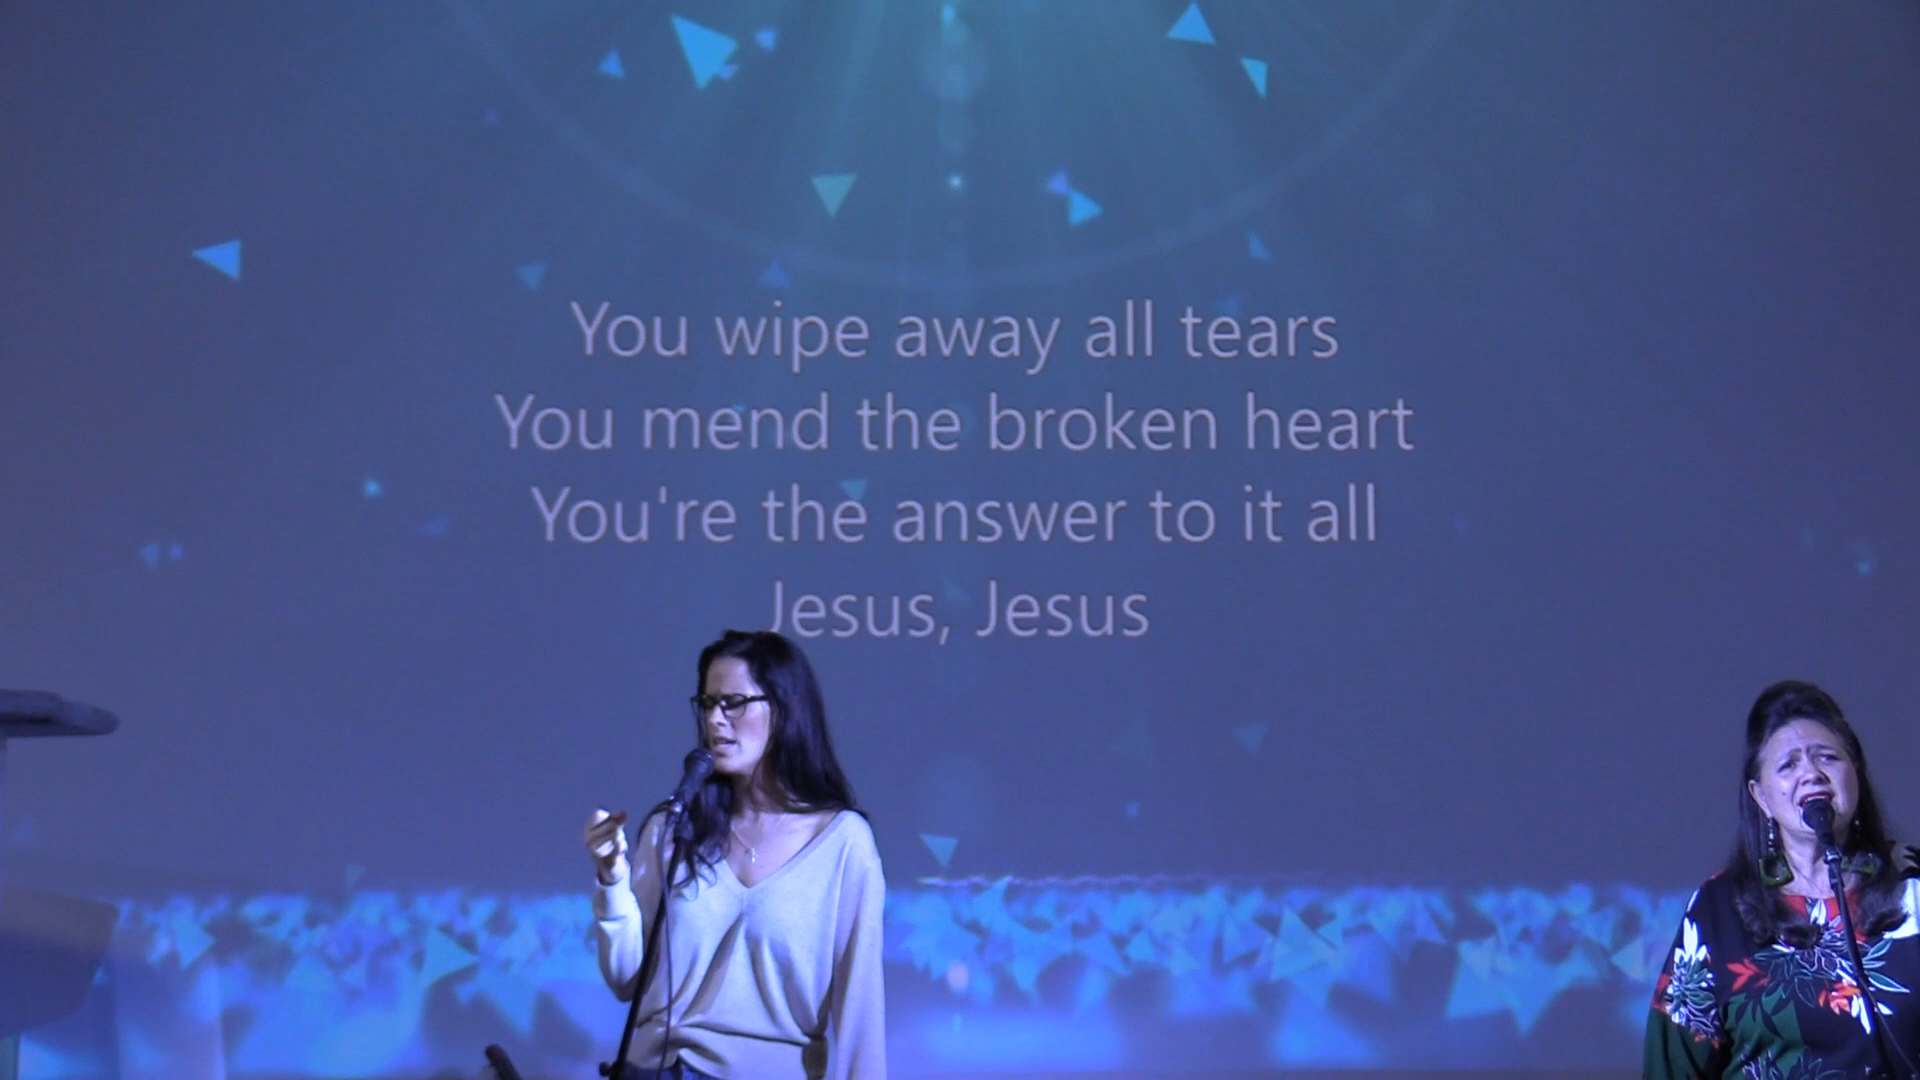 You wipe away all tears
You mend the broken heart
You're the answer to it all
Jesus, Jesus